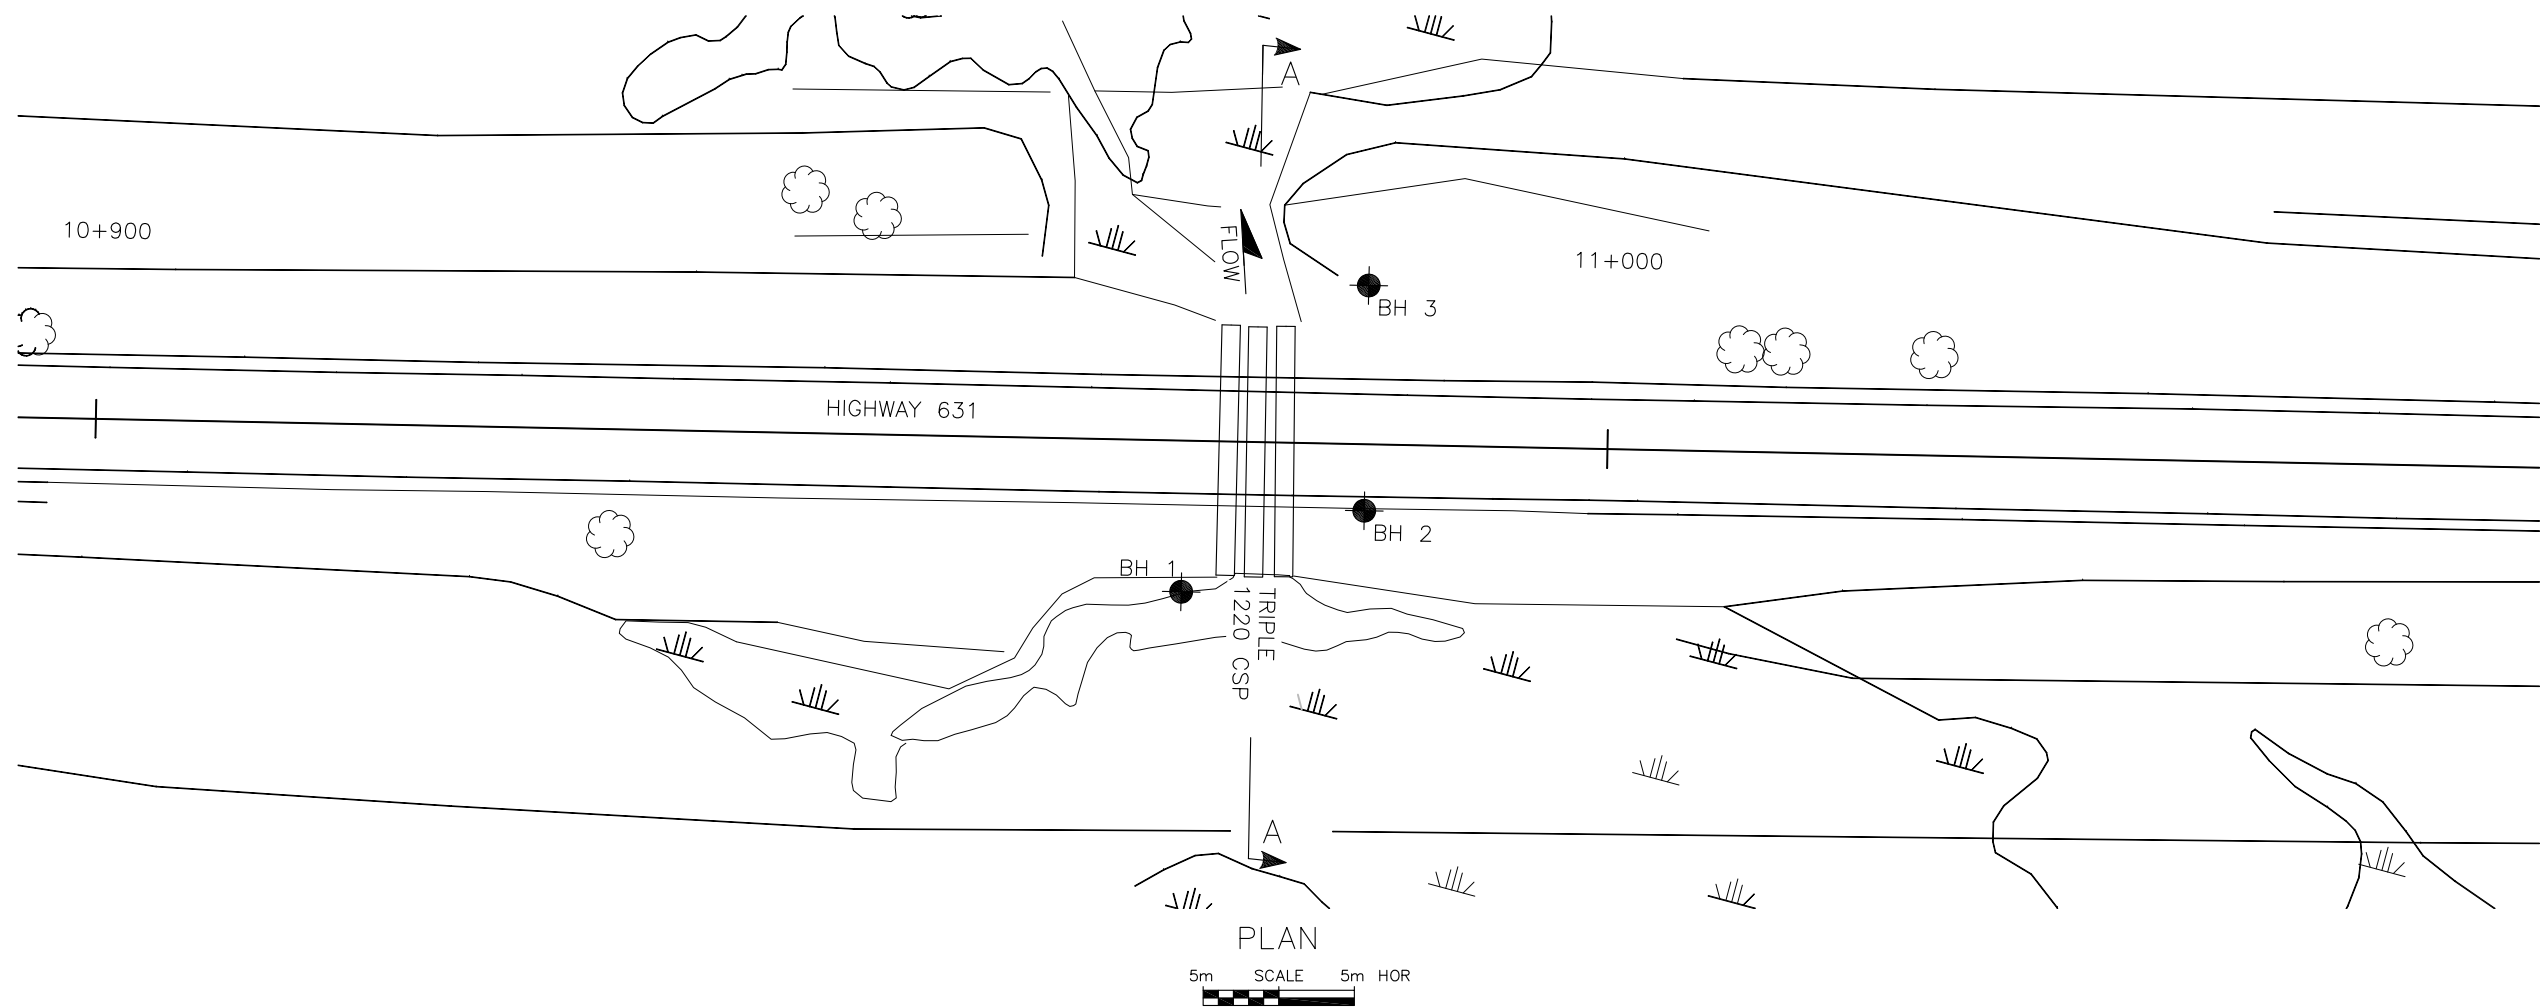 A
10+900
FLOW
11+000
BH 3
HIGHWAY 631
BH 2
BH 1
TRIPLE
1220 CSP
A
PLAN
5m SCALE 5m HOR